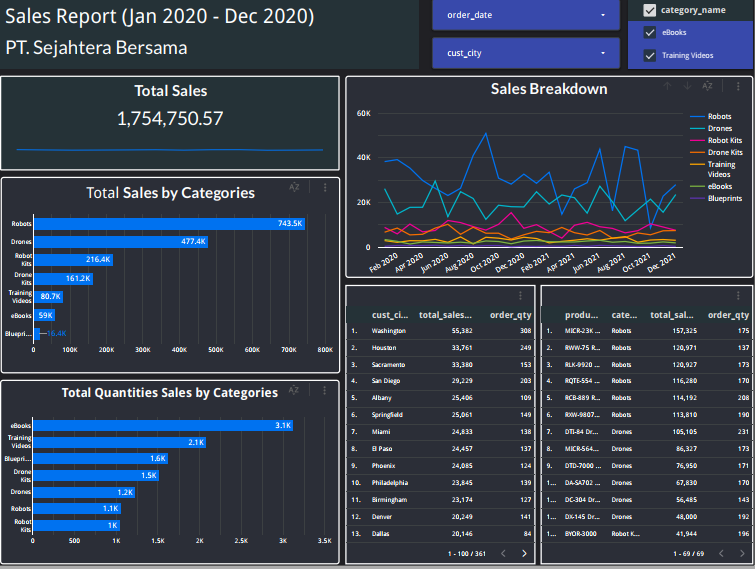 Sales Report (Jan 2020 - Dec 2020)
PT. Sejahtera Bersama
order_date
cust_city
category_name
eBooks
Training Videos
Total Sales
1,754,750.57
Total Sales by Categories
Robots 743.5K
Drones 477.4K
Robot Kits 216.4K
Drone Kits 161.2K
Training Videos 80.7K
eBooks 59K
Bluepri... 16.4K
0 100K 200K 300K 400K 500K 600K 700K 800K
Total Quantities Sales by Categories
eBooks 3.1K
Training Videos 2.1K
Bluepri... 1.6K
Drone Kits 1.5K
Drones 1.2K
Robots 1.1K
Robot Kits 1K
0 500 1K 1.5K 2K 2.5K 3K 3.5K
Sales Breakdown
60K
40K
20K
0
Feb 2020 Apr 2020 Jun 2020 Aug 2020 Oct 2020 Dec 2020 Feb 2021 Apr 2021 Jun 2021 Aug 2021 Oct 2021 Dec 2021
Robots
Drones
Robot Kits
Drone Kits
Training
Videos
eBooks
Blueprints
cust_ci... total_sales... order_qty
1. Washington 55,382 308
2. Houston 33,761 249
3. Sacramento 33,380 153
4. San Diego 29,229 203
5. Albany 25,406 109
6. Springfield 25,061 149
7. Miami 24,833 138
8. El Paso 24,457 137
9. Phoenix 24,085 124
10. Philadelphia 23,845 139
11. Birmingham 23,174 127
12. Denver 20,249 141
13. Dallas 20,146 84
1 - 100 / 361
produ... cate... total_sal... order_qty
1. MICR-23K ... Robots 157,325 175
2. RWW-75 R... Robots 120,971 137
3. RLK-9920 ... Robots 120,927 173
4. RQTE-554 ... Robots 116,280 170
5. RCB-889 R... Robots 114,192 208
6. RXW-9807... Robots 113,810 190
7. DTI-84 Dr... Drones 105,105 231
8. MICR-564... Drones 86,327 173
9. DTD-7000 ... Drones 76,950 171
1... DA-SA702 ... Drones 67,830 170
1... DC-304 Dr... Drones 56,485 143
1... DX-145 Dr... Drones 48,000 192
1... BYOR-3000 Robot K... 41,944 196
1 - 69 / 69